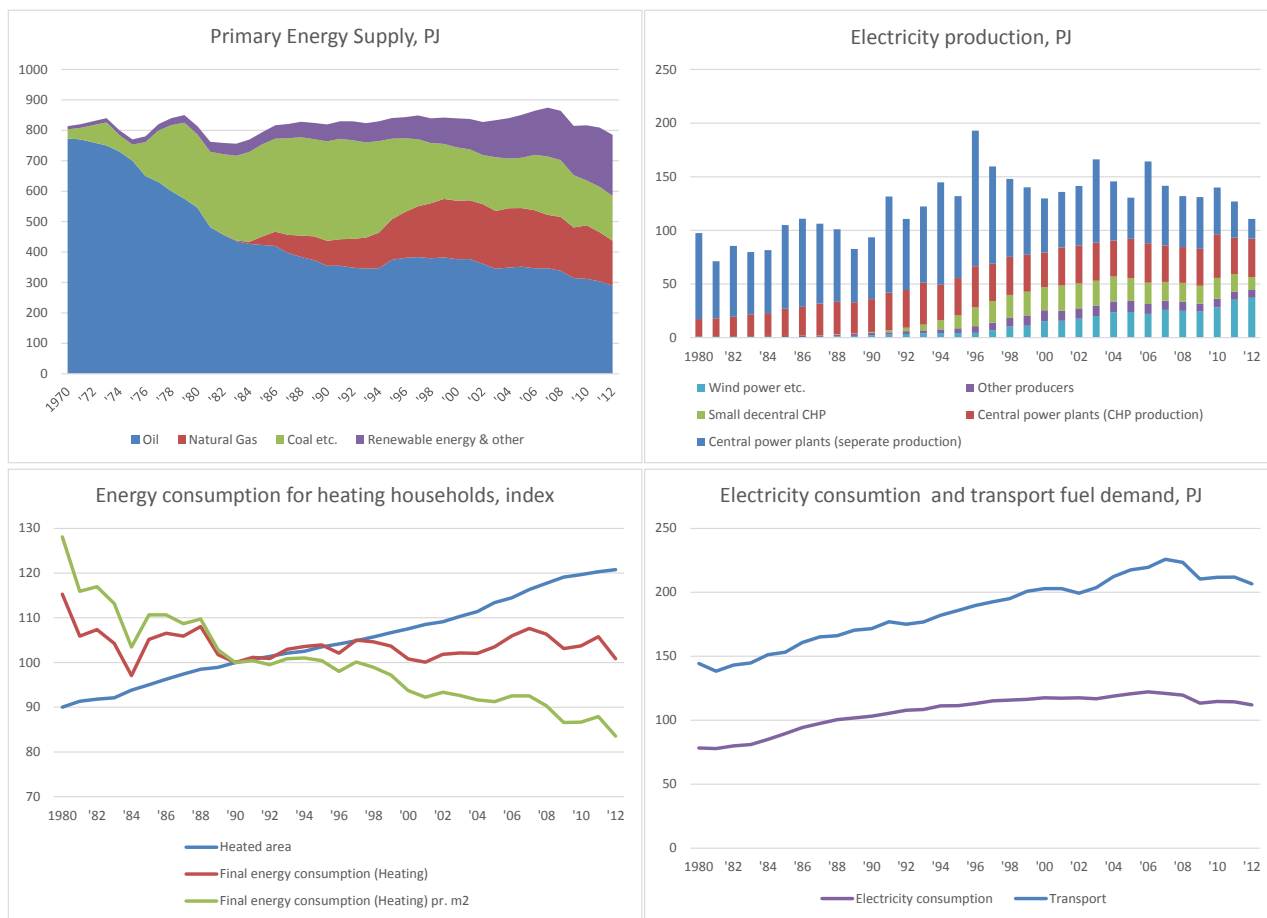 Primary Energy Supply, PJ
1000
900
800
700
600
500
400
300
200
100
0
1970 '72 '74 '76 '78 '80 '82 '84 '86 '88 '90 '92 '94 '96 '98 '00 '02 '04 '06 '08 '10 '12
Oil Natural Gas Coal etc. Renewable energy & other
Electricity production, PJ
250
200
150
100
50
0
1980 '82 '84 '86 '88 '90 '92 '94 '96 '98 '00 '02 '04 '06 '08 '10 '12
Wind power etc. Other producers
Small decentral CHP Central power plants (CHP production)
Central power plants (seperate production)
Energy consumption for heating households, index
130
120
110
100
90
80
70
1980 '82 '84 '86 '88 '90 '92 '94 '96 '98 '00 '02 '04 '06 '08 '10 '12
Heated area
Final energy consumption (Heating)
Final energy consumption (Heating) pr. m2
Electricity consumtion and transport fuel demand, PJ
250
200
150
100
50
0
1980 '82 '84 '86 '88 '90 '92 '94 '96 '98 '00 '02 '04 '06 '08 '10 '12
Electricity consumption Transport